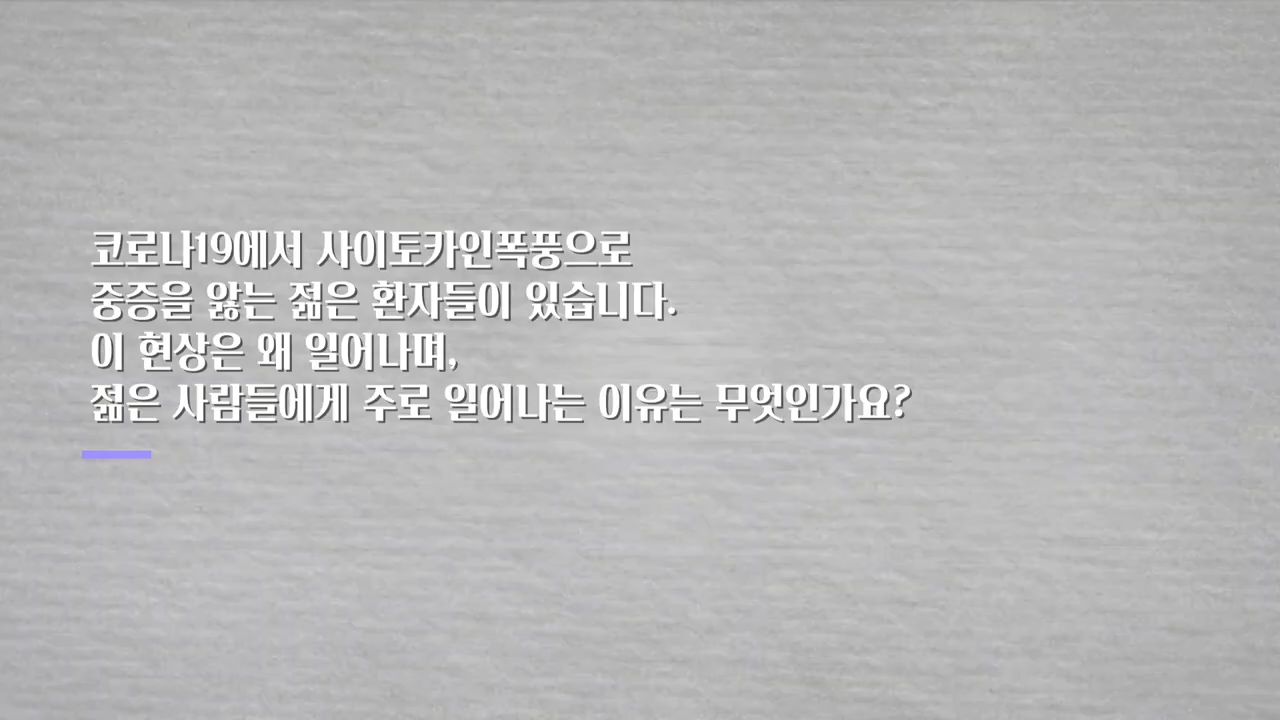 코로나19에서 사이토카인폭풍으로
중증을 앓는 젊은 환자들이 있습니다.
이 현상은 왜 일어나며,
젊은 사람들에게 주로 일어나는 이유는 무엇인가요?